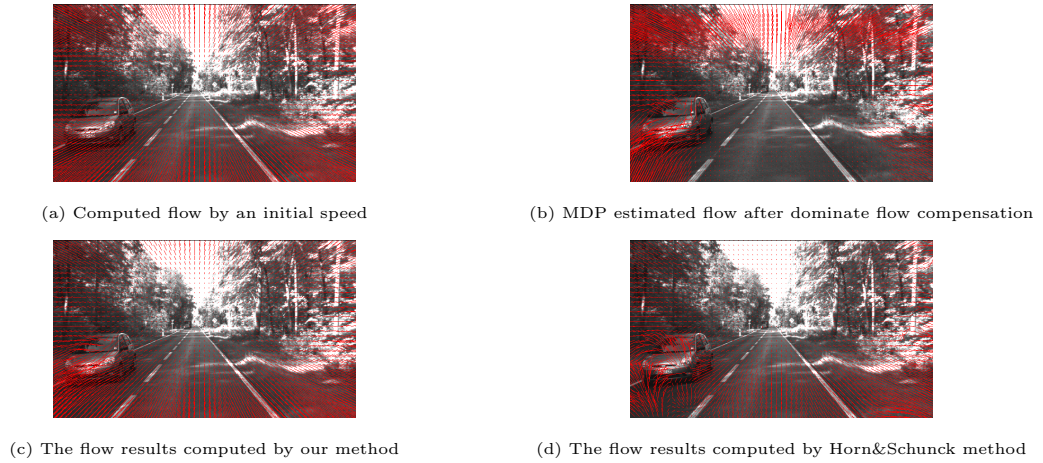 (a) Computed flow by an initial speed
(b) MDP estimated flow after dominate flow compensation
(c) The flow results computed by our method
(d) The flow results computed by Horn&Schunck method